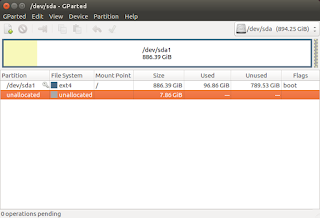 /dev/sda - GParted
GParted Edit View Device Partition Help
/dev/sda (894.25 GiB)
/dev/sda1
886.39 GiB
Partition File System Mount Point Size Used Unused Flags
/dev/sda1 ext4 / 886.39 GiB 96.86 GiB 789.53 GiB boot
unallocated unallocated 7.86 GiB — —
0 operations pending